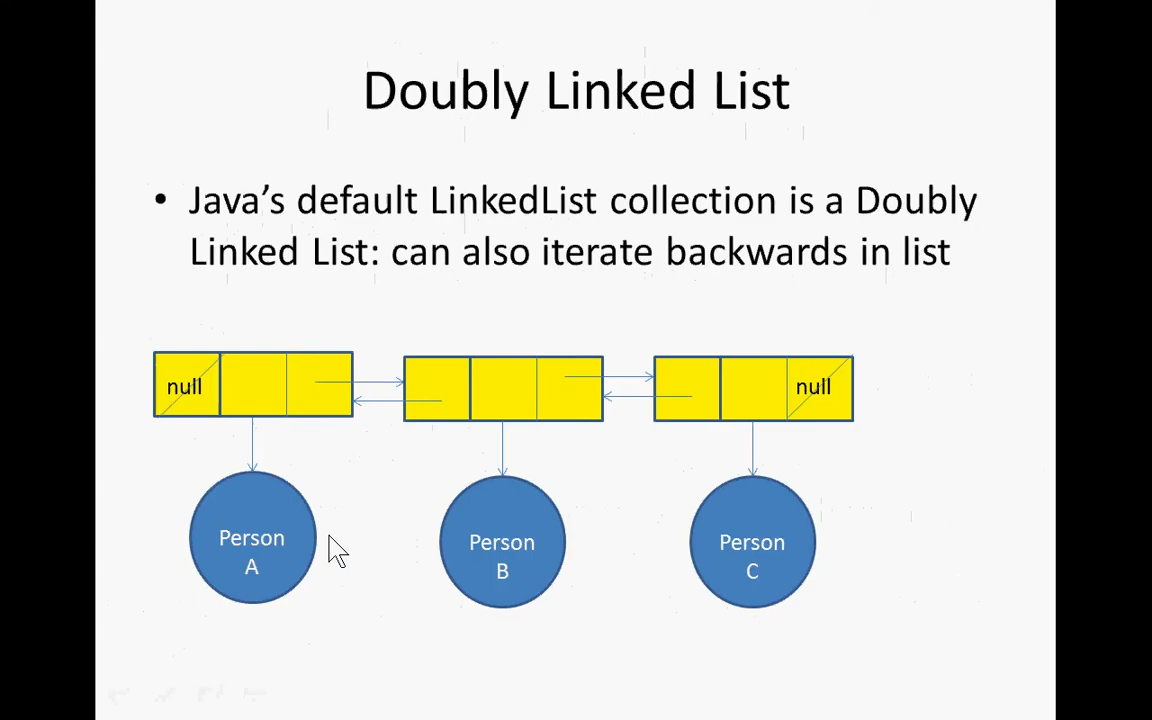 Doubly Linked List
• Java's default LinkedList collection is a Doubly
Linked List: can also iterate backwards in list
null
null
Person
A
Person
B
Person
C